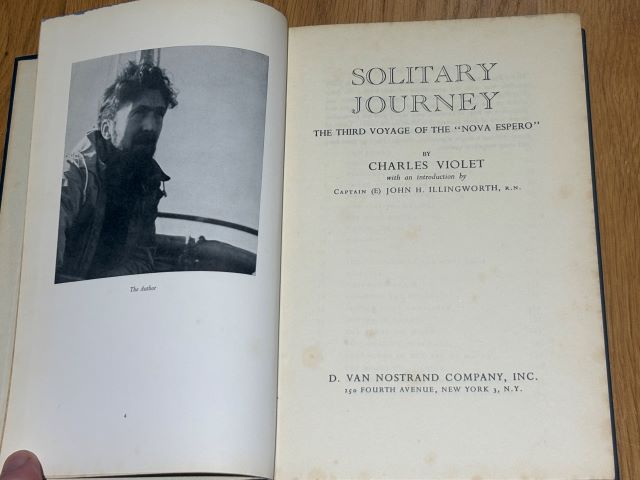 The Author
4
SOLITARY
JOURNEY
THE THIRD VOYAGE OF THE "NOVA ESPERO"
BY
CHARLES VIOLET
with an introduction by
CAPTAIN (E) JOHN H. ILLINGWORTH, R.N.
D. VAN NOSTRAND COMPANY, INC.
250 FOURTH AVENUE, NEW YORK 3, N.Y.